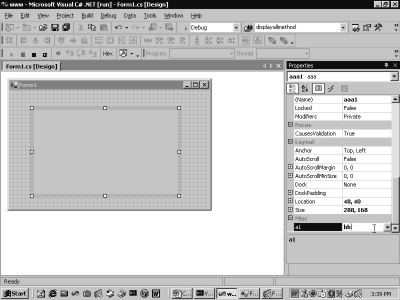 www - Microsoft Visual C# .NET [run] - Form1.cs [Design]
File Edit View Project Build Debug Data Tools Window Help
Debug displayallmethod
Hex Program Thread
Form1.cs [Design]
Form1
Properties
aaa1 aaa
(Name) aaa1
Locked False
Modifiers Private
Focus
CausesValidation True
Layout
Anchor Top, Left
AutoScroll False
AutoScrollMargin 0, 0
AutoScrollMinSize 0, 0
Dock None
DockPadding
Location 48, 40
Size 288, 168
Misc
a1 bb
a1
Ready
Start
3:39 PM